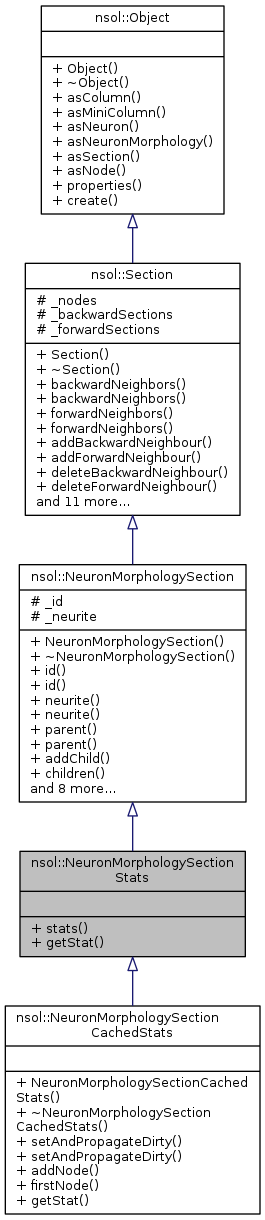 nsol::Object
+ Object()
+ ~Object()
+ asColumn()
+ asMiniColumn()
+ asNeuron()
+ asNeuronMorphology()
+ asSection()
+ asNode()
+ properties()
+ create()
nsol::Section
# _nodes
# _backwardSections
# _forwardSections
+ Section()
+ ~Section()
+ backwardNeighbors()
+ backwardNeighbors()
+ forwardNeighbors()
+ forwardNeighbors()
+ addBackwardNeighbour()
+ addForwardNeighbour()
+ deleteBackwardNeighbour()
+ deleteForwardNeighbour()
and 11 more...
nsol::NeuronMorphologySection
# _id
# _neurite
+ NeuronMorphologySection()
+ ~NeuronMorphologySection()
+ id()
+ id()
+ neurite()
+ neurite()
+ parent()
+ parent()
+ addChild()
+ children()
and 8 more...
nsol::NeuronMorphologySection
Stats
+ stats()
+ getStat()
nsol::NeuronMorphologySection
CachedStats
+ NeuronMorphologySectionCached
Stats()
+ ~NeuronMorphologySection
CachedStats()
+ setAndPropagateDirty()
+ setAndPropagateDirty()
+ addNode()
+ firstNode()
+ getStat()